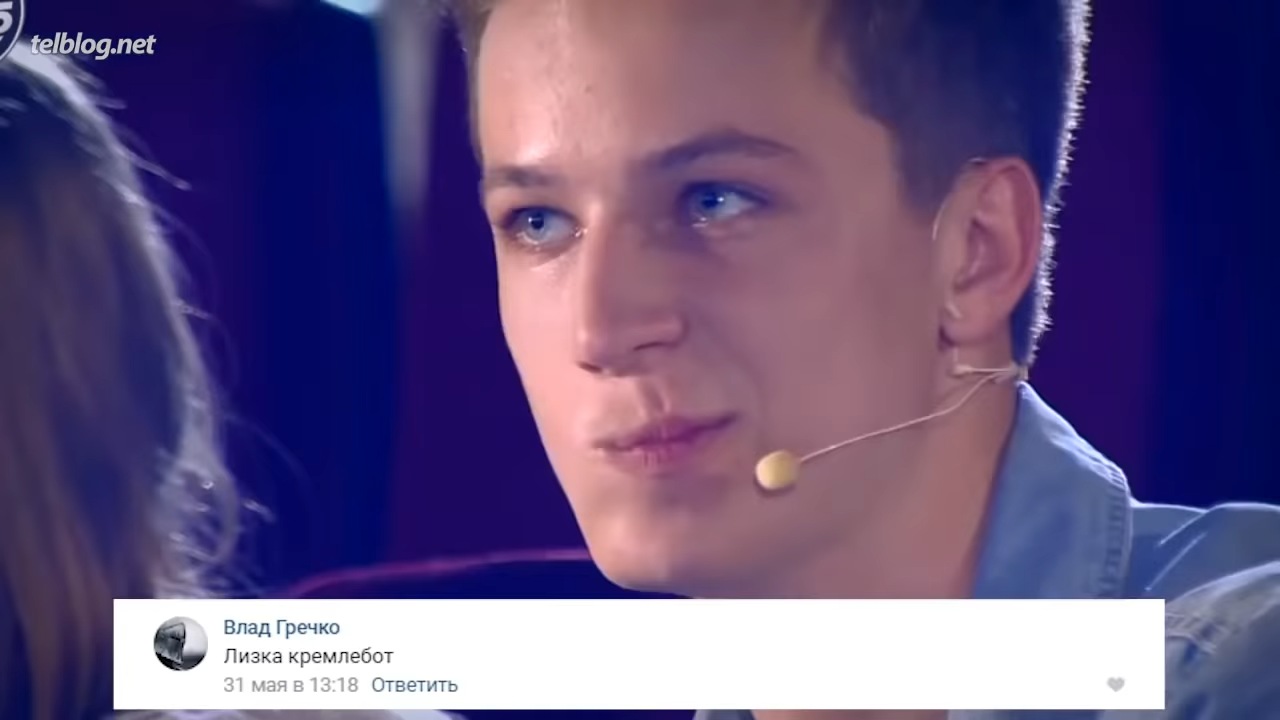 telblog.net
Влад Гречко
Лизка кремлебот
31 мая в 13:18 Ответить